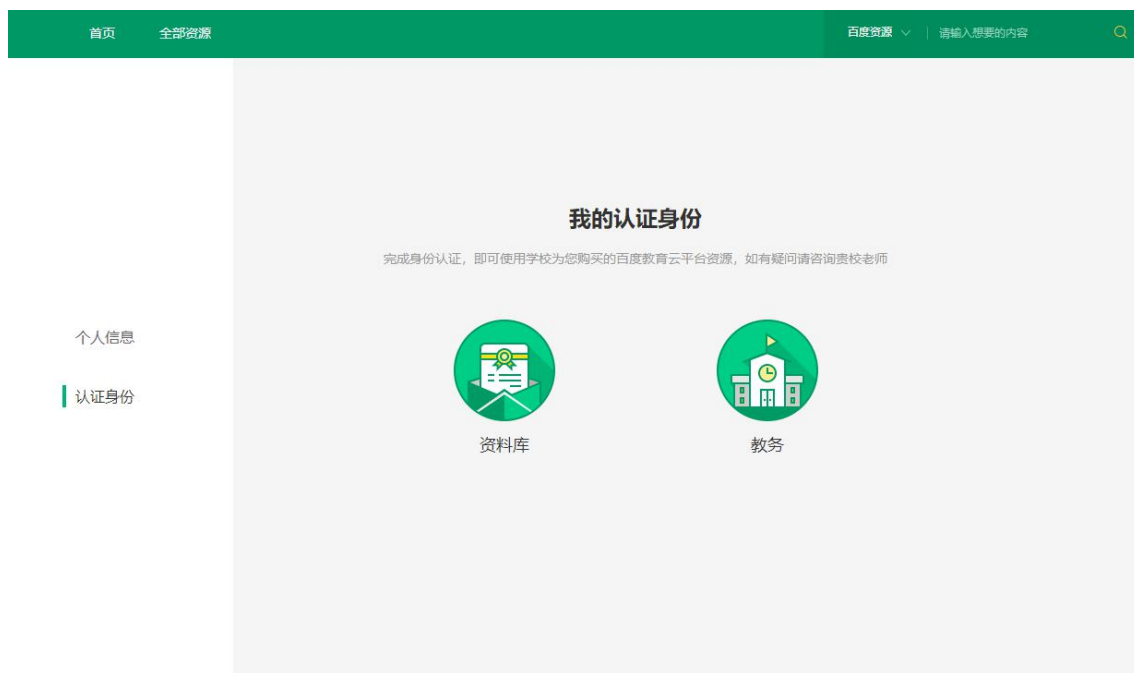 首页 全部资源 百度资源 请输入想要的内容
我的认证身份
完成身份认证，即可使用学校为您购买的百度教育云平台资源，如有疑问请咨询贵校老师
个人信息
认证身份
资料库 教务